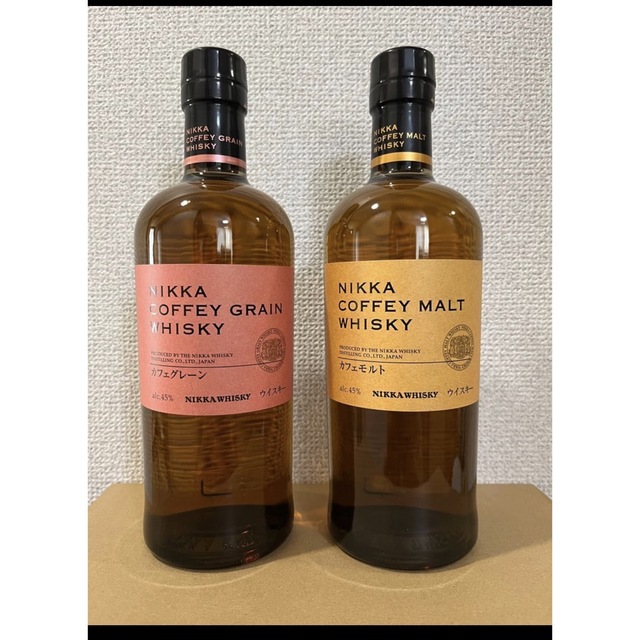 NIKKA
COFFEY GRAIN
WHISKY
NIKKA
COFFEY GRAIN
WHISKY
PRODUCED BY THE NIKKA WHISKY
DISTILLING CO., LTD., JAPAN
カフェグレーン
alc.45%
NIKKA WHISKY
ウイスキー
NIKKA
COFFEY MALT
WHISKY
NIKKA
COFFEY MALT
WHISKY
PRODUCED BY THE NIKKA WHISKY
DISTILLING CO., LTD., JAPAN
カフェモルト
alc.45%
NIKKA WHISKY
ウイスキー